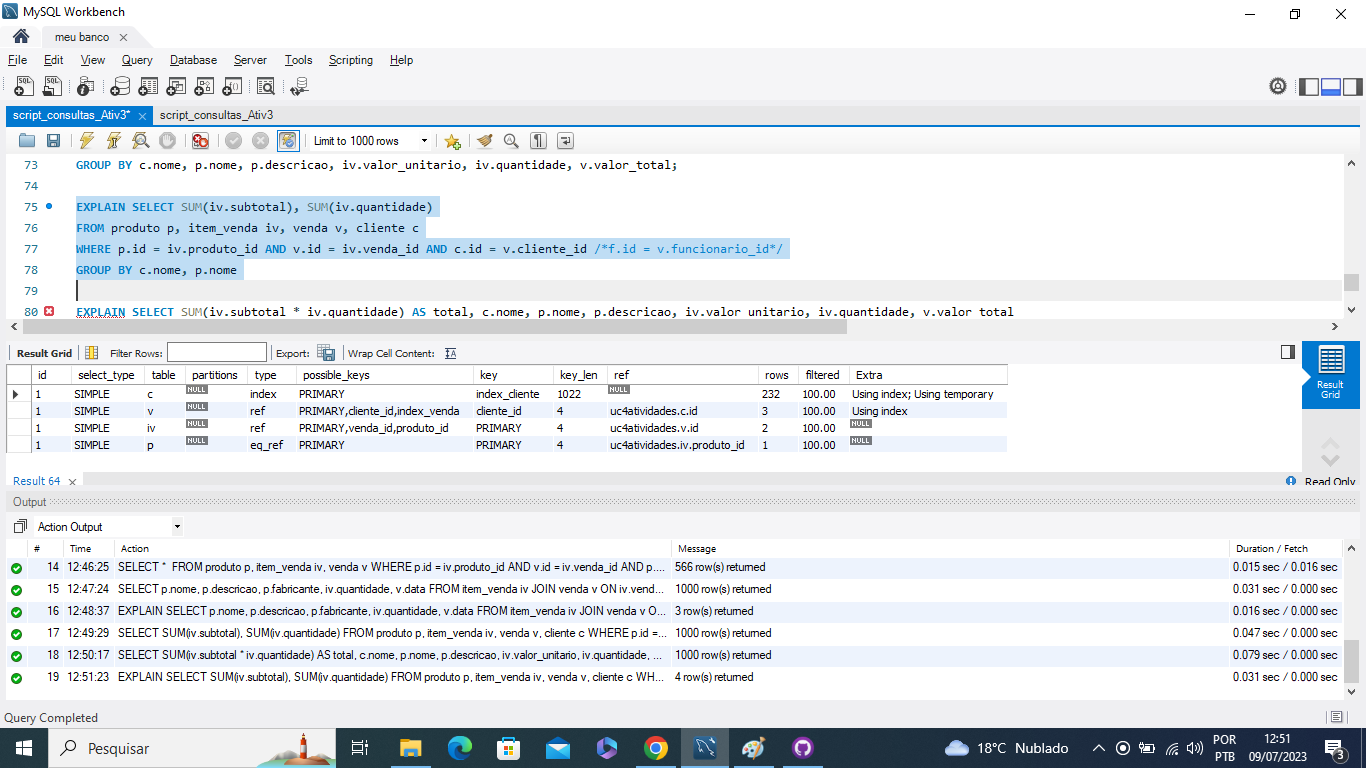 MySQL Workbench
meu banco
File Edit View Query Database Server Tools Scripting Help
script_consultas_Ativ3* script_consultas_Ativ3
Limit to 1000 rows
73 GROUP BY c.nome, p.nome, p.descricao, iv.valor_unitario, iv.quantidade, v.valor_total;
74
75 EXPLAIN SELECT SUM(iv.subtotal), SUM(iv.quantidade)
76 FROM produto p, item_venda iv, venda v, cliente c
77 WHERE p.id = iv.produto_id AND v.id = iv.venda_id AND c.id = v.cliente_id /*f.id = v.funcionario_id*/
78 GROUP BY c.nome, p.nome
79
80 EXPLAIN SELECT SUM(iv.subtotal * iv.quantidade) AS total, c.nome, p.nome, p.descricao, iv.valor_unitario, iv.quantidade, v.valor_total
Result Grid Filter Rows: Export: Wrap Cell Content:
id select_type table partitions type possible_keys key key_len ref rows filtered Extra
1 SIMPLE c NULL index PRIMARY index_cliente 1022 NULL 232 100.00 Using index; Using temporary
1 SIMPLE v NULL ref PRIMARY,cliente_id,index_venda cliente_id 4 uc4atividades.c.id 3 100.00 Using index
1 SIMPLE iv NULL ref PRIMARY,venda_id,produto_id PRIMARY 4 uc4atividades.v.id 2 100.00 NULL
1 SIMPLE p NULL eq_ref PRIMARY PRIMARY 4 uc4atividades.iv.produto_id 1 100.00 NULL
Result Grid
Result 64
Read Only
Output
Action Output
# Time Action Message Duration / Fetch
14 12:46:25 SELECT * FROM produto p, item_venda iv, venda v WHERE p.id = iv.produto_id AND v.id = iv.venda_id AND p.... 566 row(s) returned 0.015 sec / 0.016 sec
15 12:47:24 SELECT p.nome, p.descricao, p.fabricante, iv.quantidade, v.data FROM item_venda iv JOIN venda v ON iv.vend... 1000 row(s) returned 0.031 sec / 0.000 sec
16 12:48:37 EXPLAIN SELECT p.nome, p.descricao, p.fabricante, iv.quantidade, v.data FROM item_venda iv JOIN venda v O... 3 row(s) returned 0.016 sec / 0.000 sec
17 12:49:29 SELECT SUM(iv.subtotal), SUM(iv.quantidade) FROM produto p, item_venda iv, venda v, cliente c WHERE p.id =... 1000 row(s) returned 0.047 sec / 0.000 sec
18 12:50:17 SELECT SUM(iv.subtotal * iv.quantidade) AS total, c.nome, p.nome, p.descricao, iv.valor_unitario, iv.quantidade, ... 1000 row(s) returned 0.079 sec / 0.000 sec
19 12:51:23 EXPLAIN SELECT SUM(iv.subtotal), SUM(iv.quantidade) FROM produto p, item_venda iv, venda v, cliente c WH... 4 row(s) returned 0.031 sec / 0.000 sec
Query Completed
Pesquisar
18°C Nublado
POR
PTB
12:51
09/07/2023
3